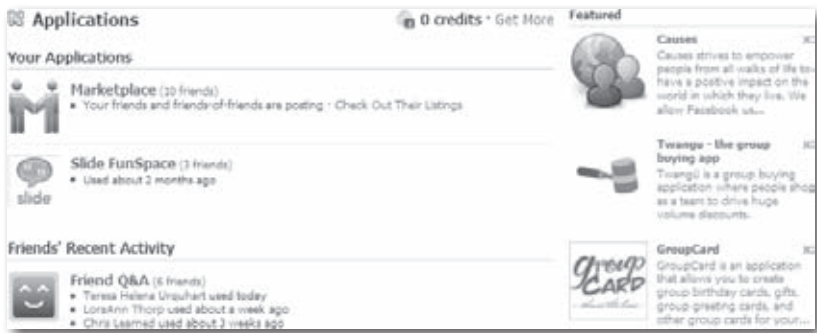 Applications
0 credits · Get More
Your Applications
Marketplace (10 friends)
• Your friends and friends-of-friends are posting · Check Out Their Listings
slide
Slide FunSpace (3 friends)
• Used about 2 months ago
Friends' Recent Activity
Friend Q&A (6 friends)
• Teresa Helena Urquhart used today
• LoraAnn Thorp used about a week ago
• Chris Learned used about 3 weeks ago
Featured
Causes
Causes strives to empower
people from all walks of life to
have a positive impact on the
world in which they live. We
allow Facebook us...
Twangu - the group
buying app
Twangü is a group buying
application where people shop
as a team to drive huge
volume discounts.
group
CARD
GroupCard
GroupCard is an application
that allows you to create
group birthday cards, gifts,
group greeting cards, and
other group cards for your...